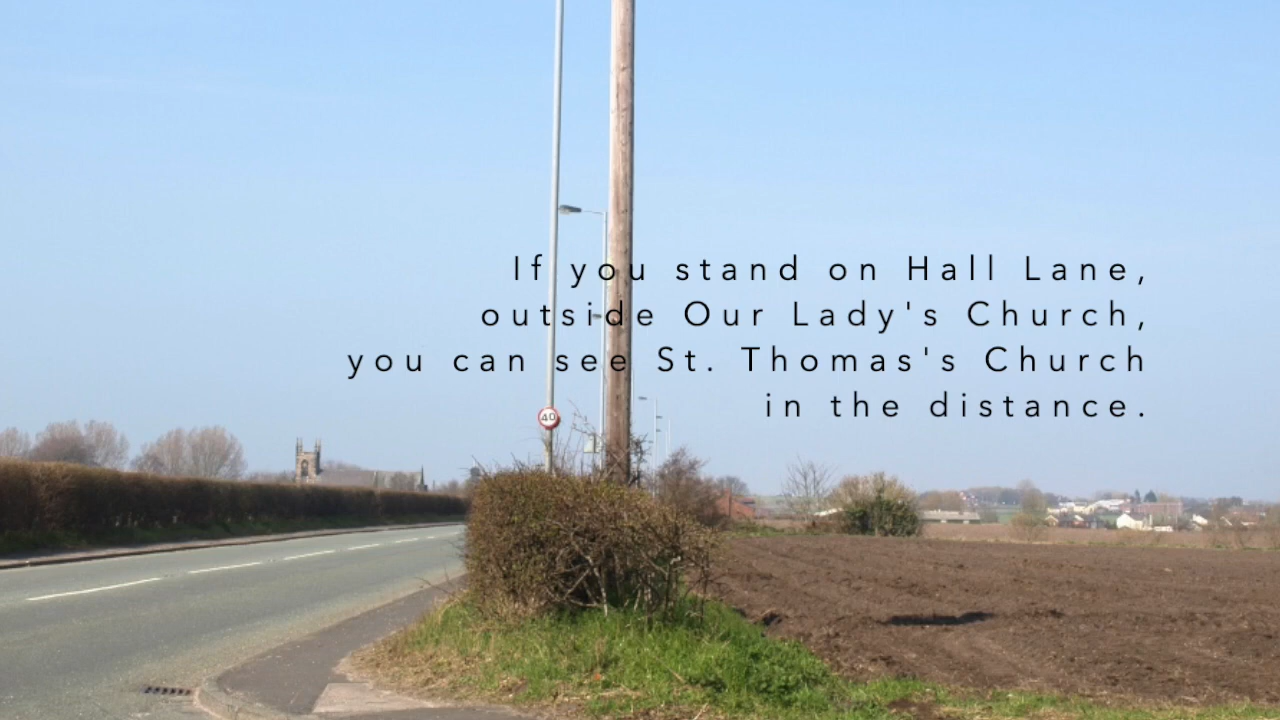 If you stand on Hall Lane,
outside Our Lady's Church,
you can see St. Thomas's Church
in the distance.
40